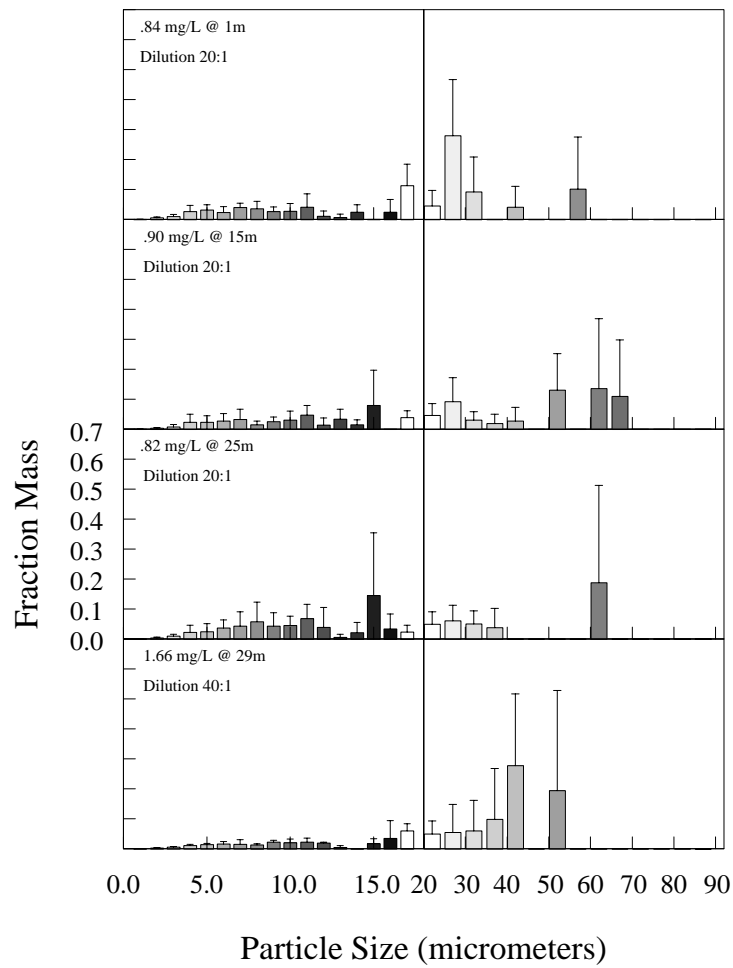 .84 mg/L @ 1m
Dilution 20:1
.90 mg/L @ 15m
Dilution 20:1
0.7
.82 mg/L @ 25m
0.6
Dilution 20:1
0.5
0.4
0.3
0.2
0.1
0.0
Fraction Mass
1.66 mg/L @ 29m
Dilution 40:1
0.0 5.0 10.0 15.0 20 30 40 50 60 70 80 90
Particle Size (micrometers)